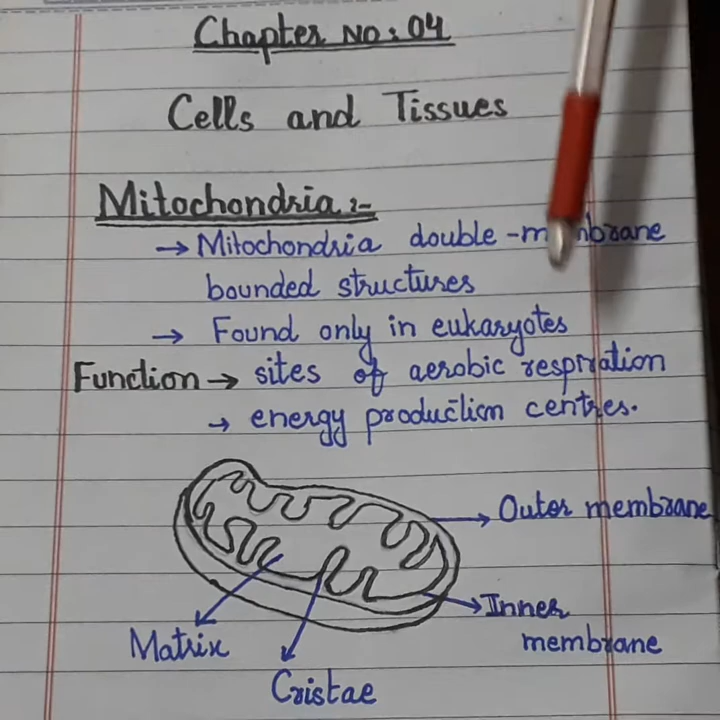 Chapter No: 04
Cells and Tissues
Mitochondria :-
→ Mitochondria double-membrane
bounded structures
→ Found only in eukaryotes
Function → sites of aerobic respiration
→ energy production centres.
Outer membrane
Inner
membrane
Matrix
Cristae